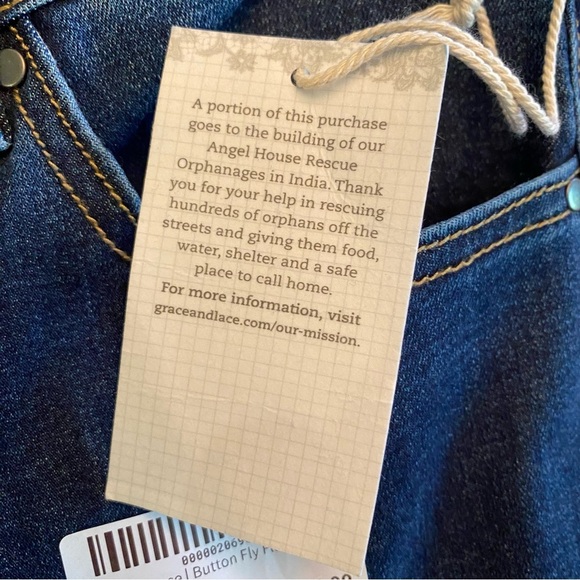 A portion of this purchase
goes to the building of our
Angel House Rescue
Orphanages in India. Thank
you for your help in rescuing
hundreds of orphans off the
streets and giving them food,
water, shelter and a safe
place to call home.
For more information, visit
graceandlace.com/our-mission.
Button Fly